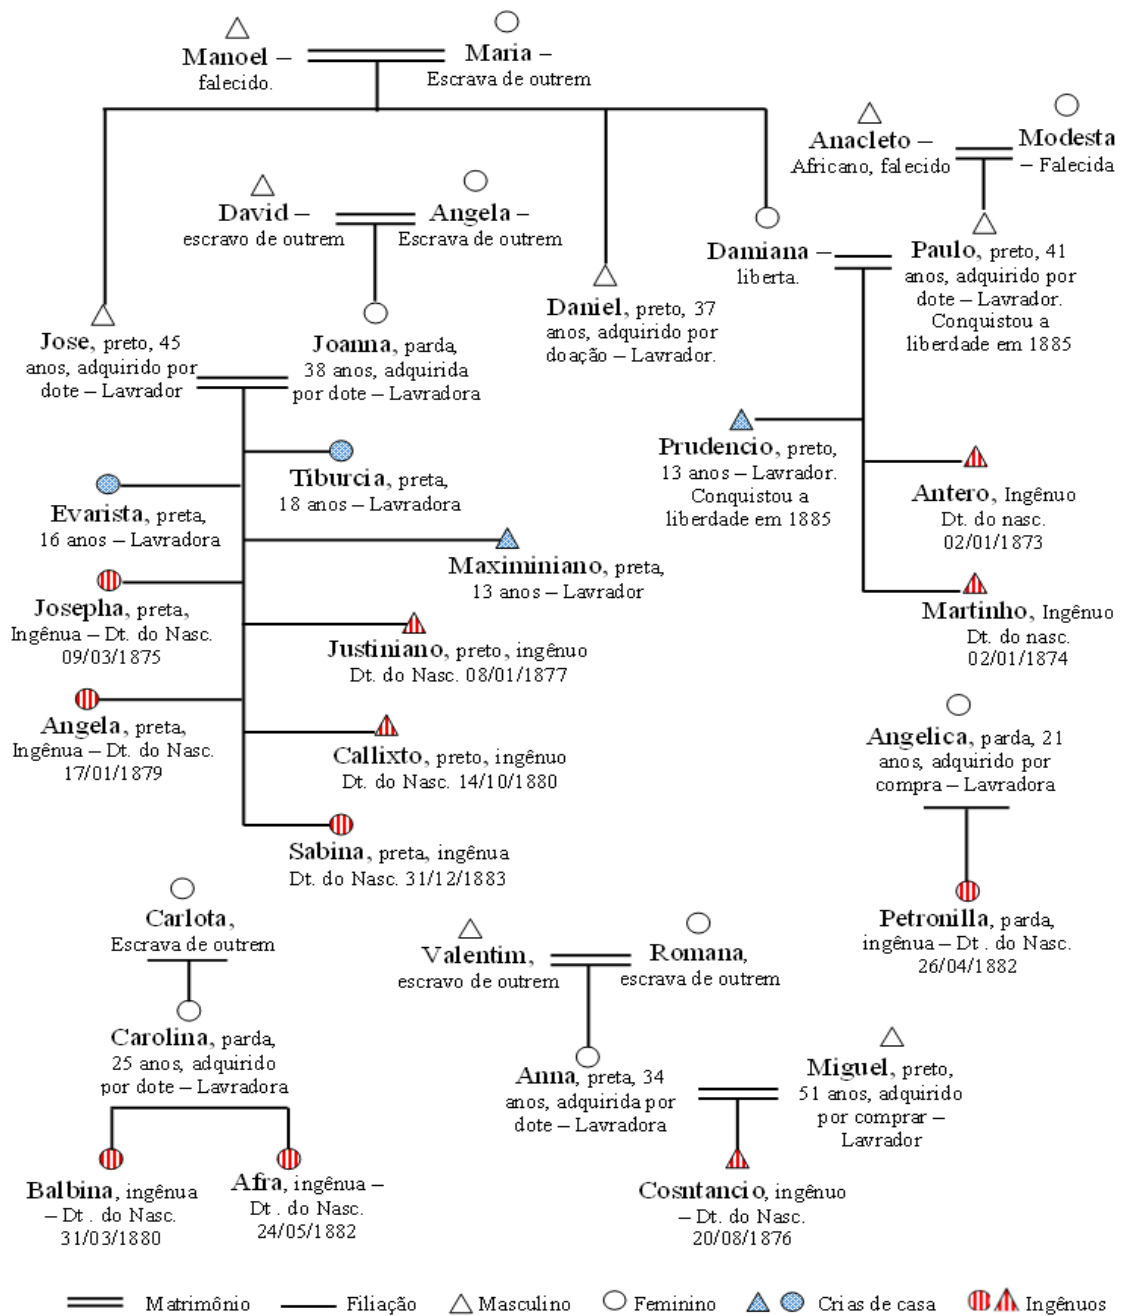 Manoel –
falecido.
Maria –
Escrava de outrem
Anacleto –
Africano, falecido
Modesta
– Falecida
David –
escravo de outrem
Angela –
Escrava de outrem
Damiana –
liberta.
Paulo, preto, 41
anos, adquirido por
dote – Lavrador.
Conquistou a
liberdade em 1885
Daniel, preto, 37
anos, adquirido por
doação – Lavrador.
Jose, preto, 45
anos, adquirido por
dote – Lavrador
Joanna, parda,
38 anos, adquirida
por dote – Lavradora
Tiburcia, preta,
18 anos – Lavradora
Evarista, preta,
16 anos – Lavradora
Maximiniano, preta,
13 anos – Lavrador
Josepha, preta,
Ingênua – Dt. do Nasc.
09/03/1875
Justiniano, preto, ingênuo
Dt. do Nasc. 08/01/1877
Angela, preta,
Ingênua – Dt. do Nasc.
17/01/1879
Callixto, preto, ingênuo
Dt. do Nasc. 14/10/1880
Sabina, preta, ingênua
Dt. do Nasc. 31/12/1883
Prudencio, preto,
13 anos – Lavrador.
Conquistou a
liberdade em 1885
Antero, Ingênuo
Dt. do nasc.
02/01/1873
Martinho, Ingênuo
Dt. do nasc.
02/01/1874
Angelica, parda, 21
anos, adquirido por
compra – Lavradora
Petronilla, parda,
ingênua – Dt . do Nasc.
26/04/1882
Carlota,
Escrava de outrem
Carolina, parda,
25 anos, adquirido
por dote – Lavradora
Balbina, ingênua
– Dt . do Nasc.
31/03/1880
Afra, ingênua –
Dt . do Nasc.
24/05/1882
Valentim,
escravo de outrem
Romana,
escrava de outrem
Anna, preta, 34
anos, adquirida por
dote – Lavradora
Miguel, preto,
51 anos, adquirido
por comprar –
Lavrador
Cosntancio, ingênuo
– Dt. do Nasc.
20/08/1876
Matrimônio Filiação Masculino Feminino Crias de casa Ingênuos